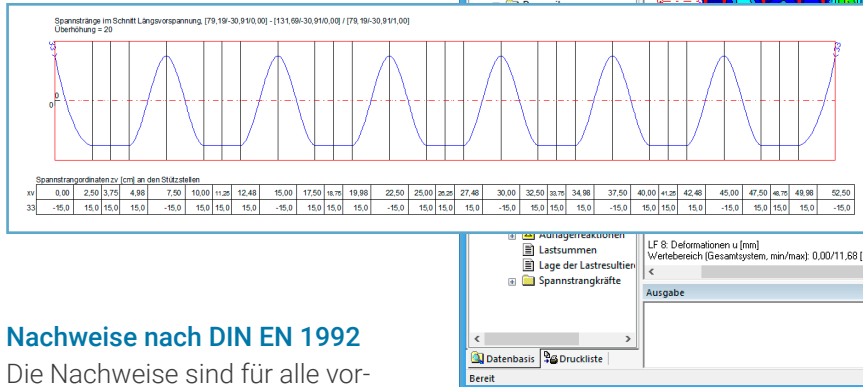 Spannstränge im Schnitt Längsvorspannung, [79,19/-30,91/0,00] - [131,69/-30,91/0,00] / [79,19/-30,91/1,00]
Überhöhung = 20
33
33
0
0
Spannstrangordinaten zv [cm] an den Stützstellen
xv 0,00 2,50 3,75 4,98 7,50 10,00 11,25 12,48 15,00 17,50 18,75 19,98 22,50 25,00 26,25 27,48 30,00 32,50 33,75 34,98 37,50 40,00 41,25 42,48 45,00 47,50 48,75 49,98 52,50
33 -15,0 15,0 15,0 15,0 -15,0 15,0 15,0 15,0 -15,0 15,0 15,0 15,0 -15,0 15,0 15,0 15,0 -15,0 15,0 15,0 15,0 -15,0 15,0 15,0 15,0 -15,0 15,0 15,0 15,0 -15,0
Auflagerreaktionen
Lastsummen
Lage der Lastresultieren
Spannstrangkräfte
LF 8: Deformationen u [mm]
Wertebereich (Gesamtsystem, min/max): 0,00/11,68 [
Ausgabe
Datenbasis Druckliste
Bereit
Nachweise nach DIN EN 1992
Die Nachweise sind für alle vor-